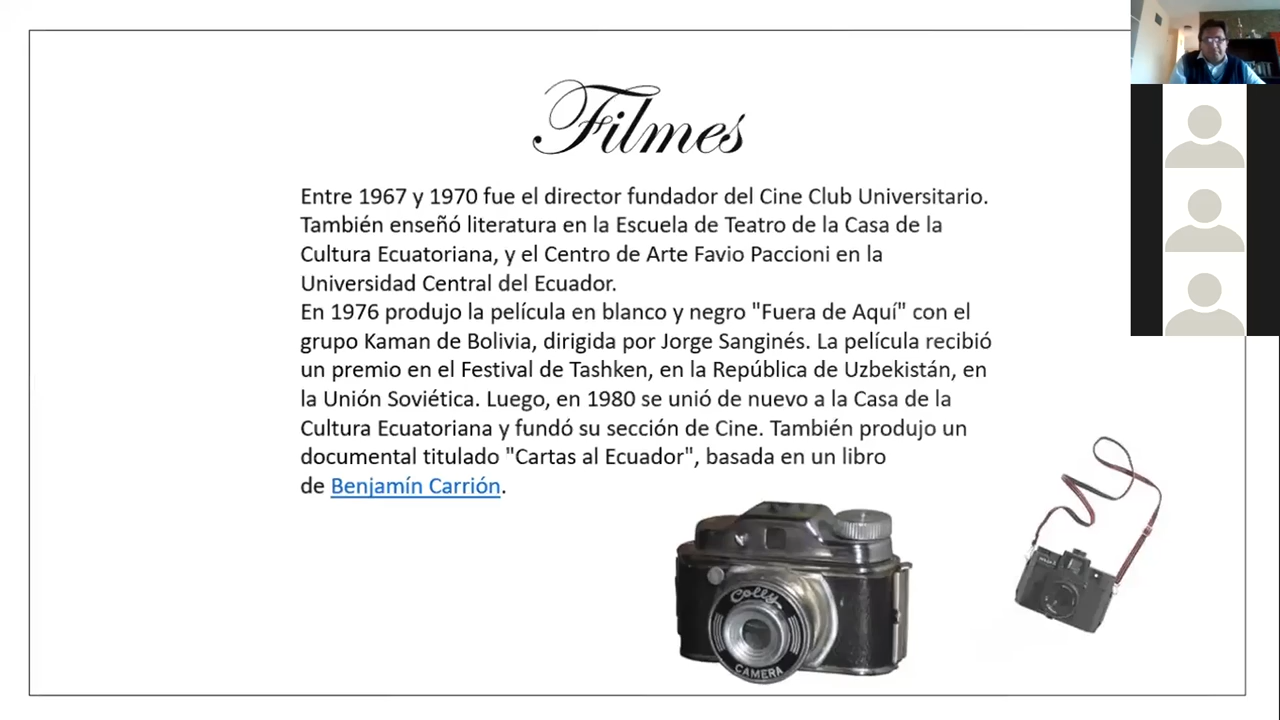 Filmes
Entre 1967 y 1970 fue el director fundador del Cine Club Universitario.
También enseñó literatura en la Escuela de Teatro de la Casa de la
Cultura Ecuatoriana, y el Centro de Arte Favio Paccioni en la
Universidad Central del Ecuador.
En 1976 produjo la película en blanco y negro "Fuera de Aquí" con el
grupo Kaman de Bolivia, dirigida por Jorge Sanginés. La película recibió
un premio en el Festival de Tashken, en la República de Uzbekistán, en
la Unión Soviética. Luego, en 1980 se unió de nuevo a la Casa de la
Cultura Ecuatoriana y fundó su sección de Cine. También produjo un
documental titulado "Cartas al Ecuador", basada en un libro
de Benjamín Carrión.
Colly
CAMERA